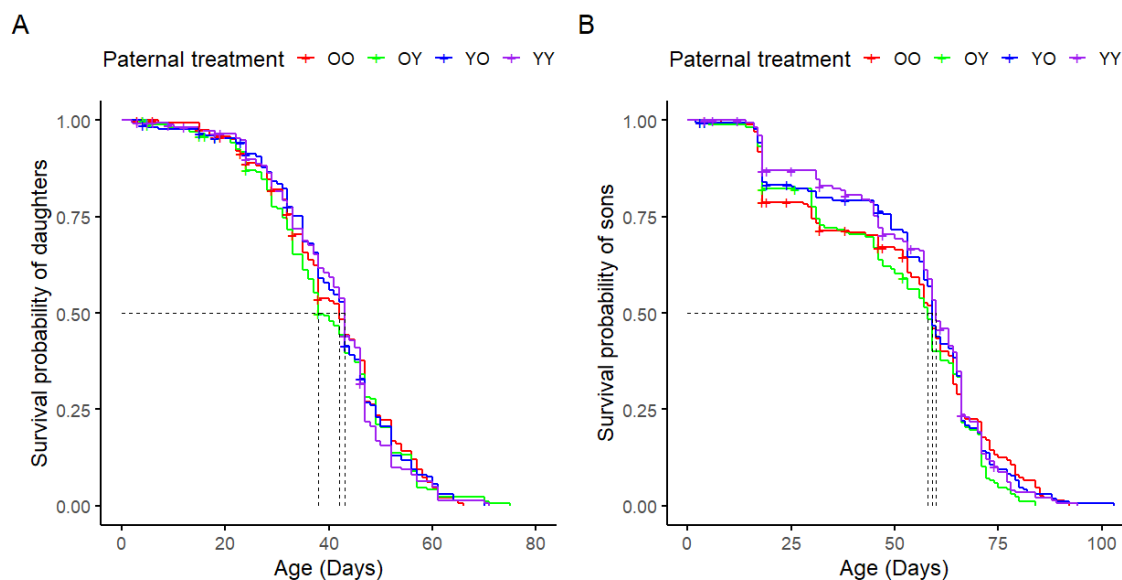 A
Paternal treatment OO OY YO YY
1.00
0.75
0.50
0.25
0.00
Survival probability of daughters
0 20 40 60 80
Age (Days)
B
Paternal treatment OO OY YO YY
1.00
0.75
0.50
0.25
0.00
Survival probability of sons
0 25 50 75 100
Age (Days)